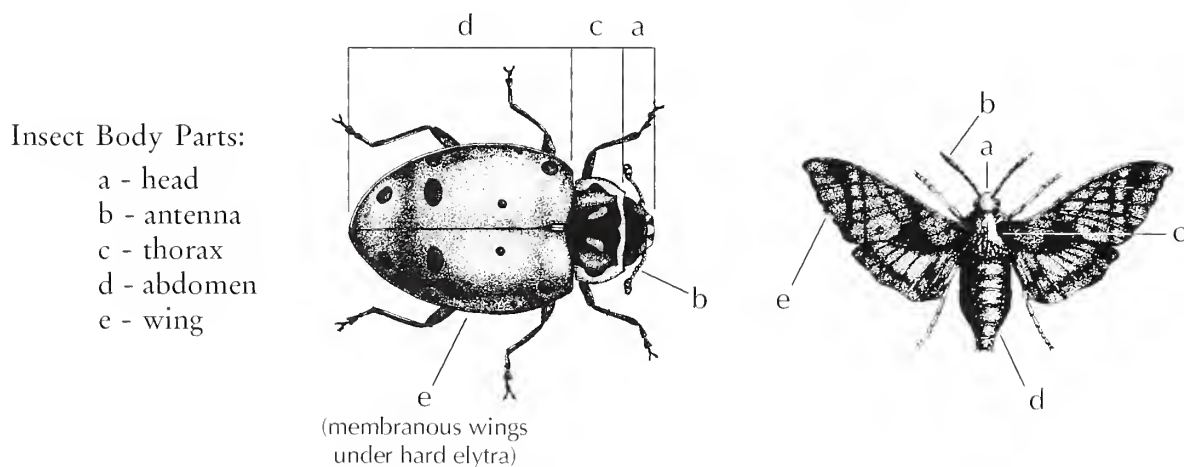 Insect Body Parts:
a - head
b - antenna
c - thorax
d - abdomen
e - wing
d c a
b
e
(membranous wings
under hard elytra)
b
a
c
e
d